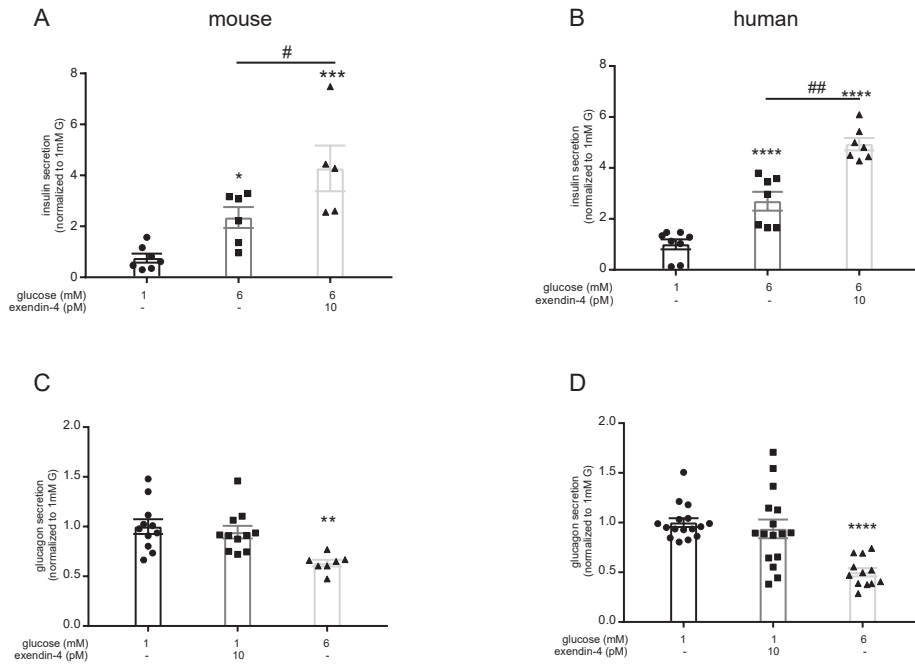 A
mouse
#
***
*
8
6
4
2
0
insulin secretion
(normalized to 1mM G)
glucose (mM) 1 6 6
exendin-4 (pM) - - 10
B
human
##
****
****
8
6
4
2
0
insulin secretion
(normalized to 1mM G)
glucose (mM) 1 6 6
exendin-4 (pM) - - 10
C
2.0
1.5
1.0
0.5
0.0
**
glucagon secretion
(normalized to 1mM G)
glucose (mM) 1 1 6
exendin-4 (pM) - 10 -
D
2.0
1.5
1.0
0.5
0.0
****
glucagon secretion
(normalized to 1mM G)
glucose (mM) 1 1 6
exendin-4 (pM) - 10 -